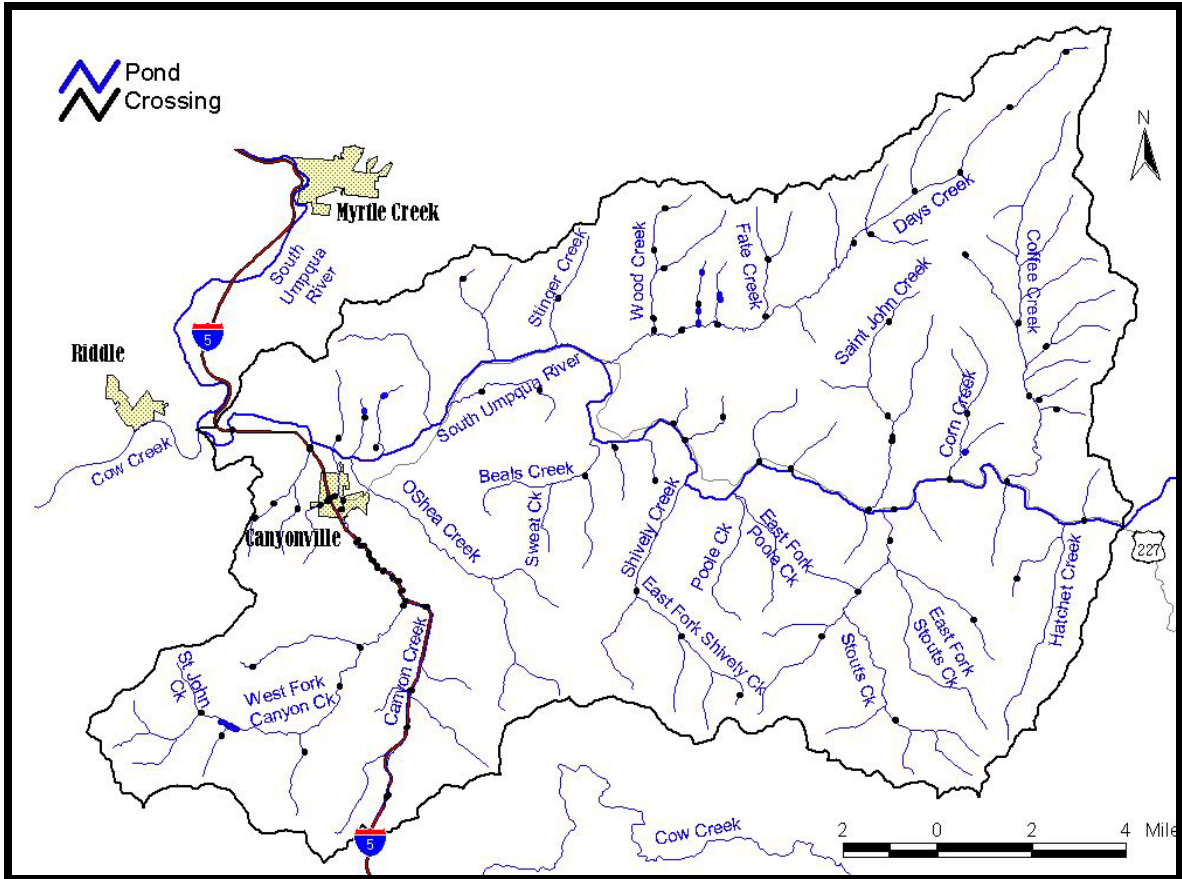 Pond
Crossing
N
Myrtle Creek
South
Umpqua
River
5
Riddle
Cow Creek
Canyonville
Stinger Creek
Wood Creek
Fate Creek
Days Creek
Coffee Creek
Saint John Creek
Corn Creek
South Umpqua River
Beals Creek
OShea Creek
Sweet Ck
Shively Creek
Poole Ck
East Fork
Poole Ck
East Fork Shively Ck
Stouts Ck
East Fork
Stouts Ck
Hatchet Creek
227
St. John
Ck
West Fork
Canyon Ck
Canyon Creek
5
Cow Creek
2 0 2 4 Mile